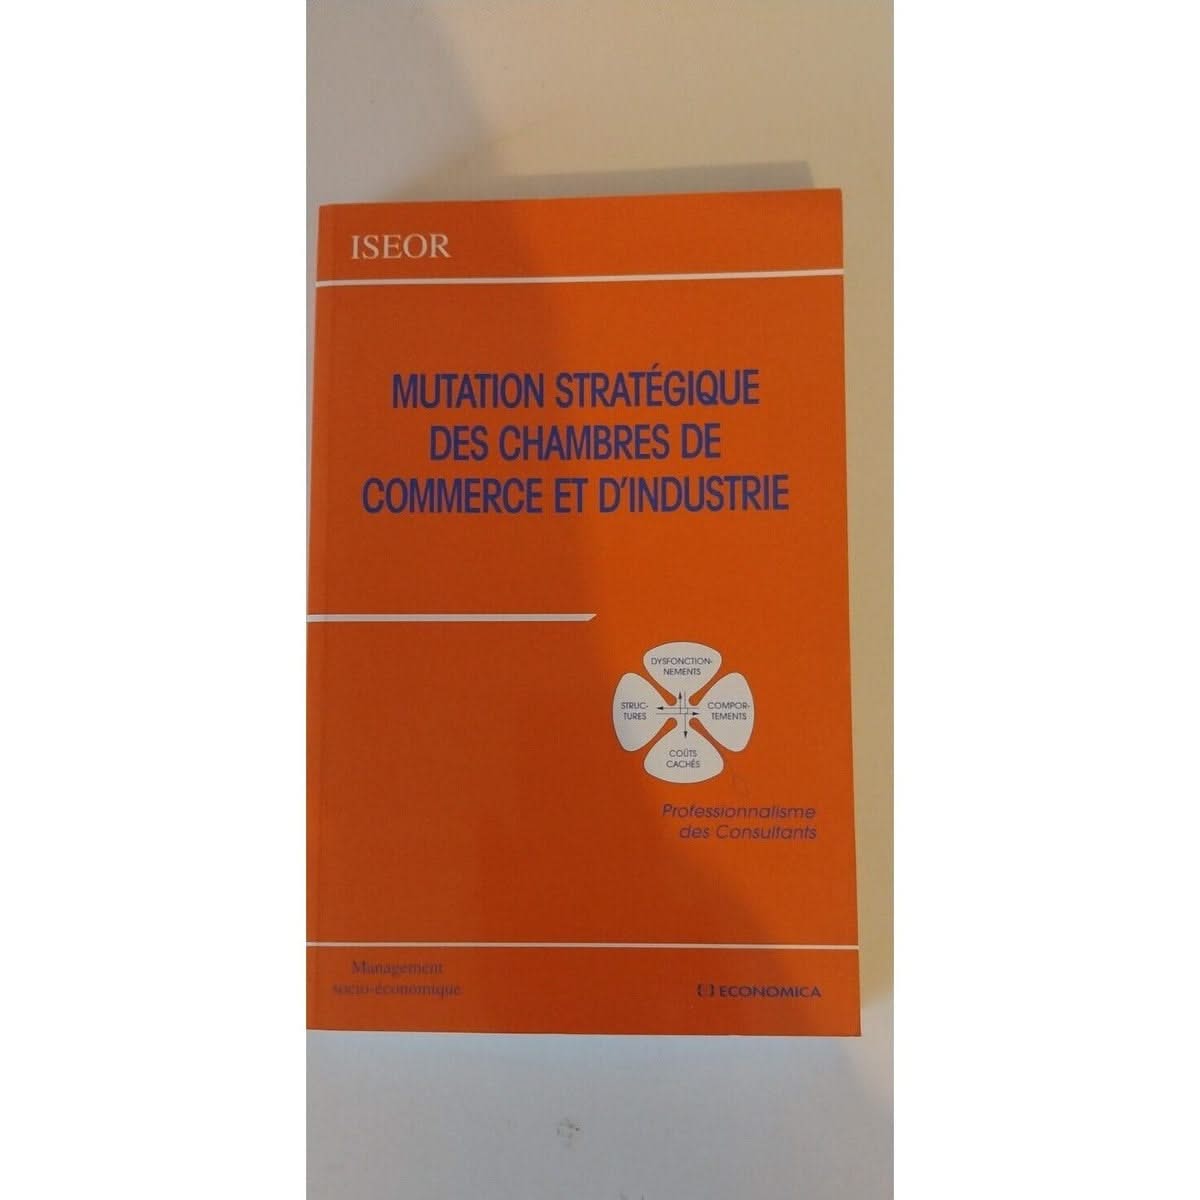 ISEOR
MUTATION STRATÉGIQUE
DES CHAMBRES DE
COMMERCE ET D'INDUSTRIE
DYSFONCTION-
NEMENTS
STRUC-
TURES
COMPOR-
TEMENTS
COÛTS
CACHÉS
Professionnalisme
des Consultants
Management
socio-économique
ECONOMICA